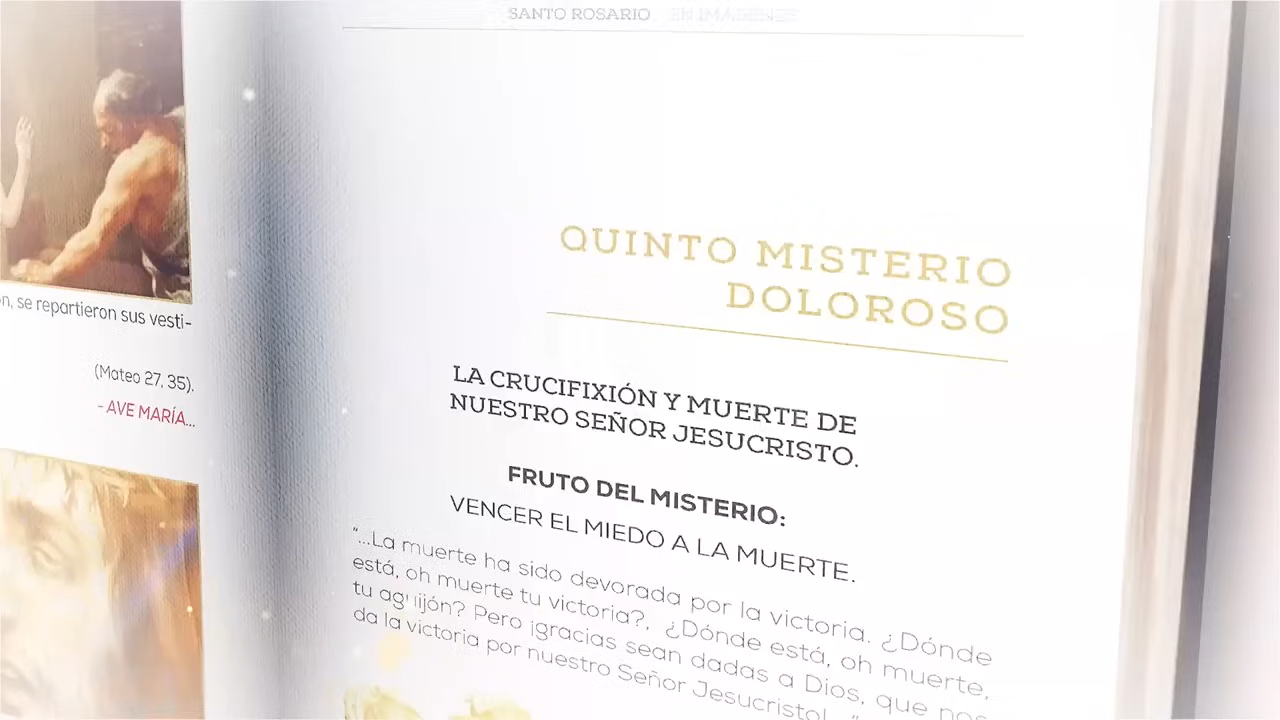 SANTO ROSARIO EN IMÁGENES
n, se repartieron sus vesti-
(Mateo 27, 35).
- AVE MARÍA...
QUINTO MISTERIO
DOLOROSO
LA CRUCIFIXIÓN Y MUERTE DE
NUESTRO SEÑOR JESUCRISTO.
FRUTO DEL MISTERIO:
VENCER EL MIEDO A LA MUERTE.
“...La muerte ha sido devorada por la victoria. ¿Dónde
está, oh muerte tu victoria?, ¿Dónde está, oh muerte,
tu aguijón? Pero ¡gracias sean dadas a Dios, que nos
da la victoria por nuestro Señor Jesucristo!...”